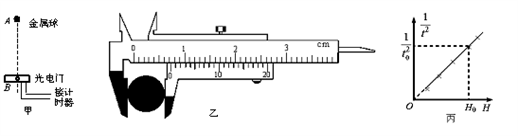 A 金属球
B 光电门
接计
时器
甲
0 1 2 3 cm
0 10 20
乙
1/t²
1/t₀²
O H₀ H
丙